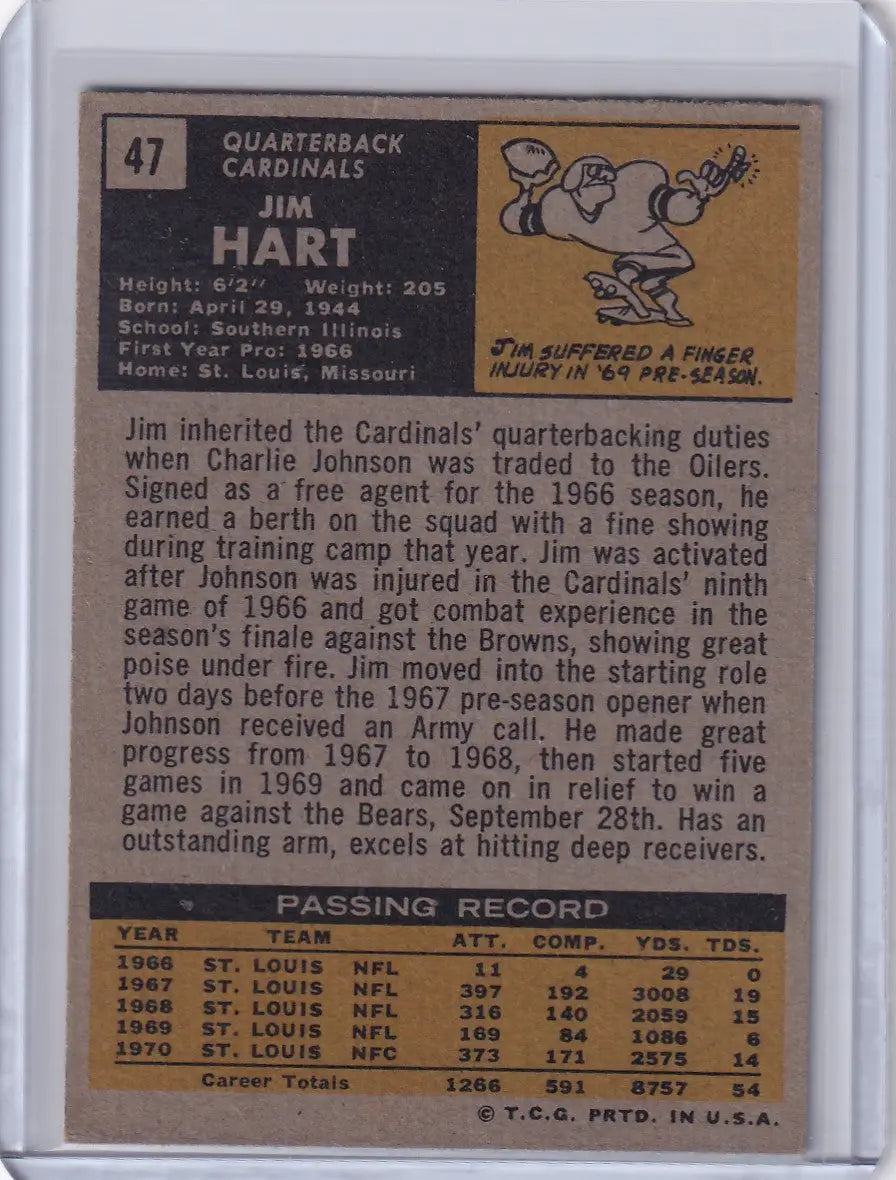 47
QUARTERBACK
CARDINALS
JIM
HART
Height: 6'2" Weight: 205
Born: April 29, 1944
School: Southern Illinois
First Year Pro: 1966
Home: St. Louis, Missouri
JIM SUFFERED A FINGER
INJURY IN '69 PRE-SEASON.
Jim inherited the Cardinals' quarterbacking duties
when Charlie Johnson was traded to the Oilers.
Signed as a free agent for the 1966 season, he
earned a berth on the squad with a fine showing
during training camp that year. Jim was activated
after Johnson was injured in the Cardinals' ninth
game of 1966 and got combat experience in the
season's finale against the Browns, showing great
poise under fire. Jim moved into the starting role
two days before the 1967 pre-season opener when
Johnson received an Army call. He made great
progress from 1967 to 1968, then started five
games in 1969 and came on in relief to win a
game against the Bears, September 28th. Has an
outstanding arm, excels at hitting deep receivers.
PASSING RECORD
YEAR TEAM ATT. COMP. YDS. TDS.
1966 ST. LOUIS NFL 11 4 29 0
1967 ST. LOUIS NFL 397 192 3008 19
1968 ST. LOUIS NFL 316 140 2059 15
1969 ST. LOUIS NFL 169 84 1086 6
1970 ST. LOUIS NFC 373 171 2575 14
Career Totals 1266 591 8757 54
© T.C.G. PRTD. IN U.S.A.